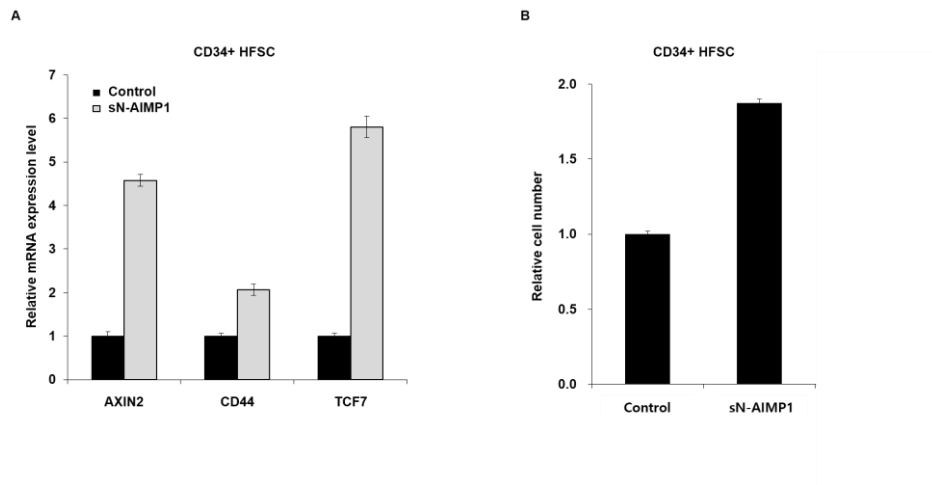 A
CD34+ HFSC
Relative mRNA expression level
7
6
5
4
3
2
1
0
Control
sN-AIMP1
AXIN2 CD44 TCF7
B
CD34+ HFSC
Relative cell number
2.0
1.5
1.0
0.5
0.0
Control sN-AIMP1